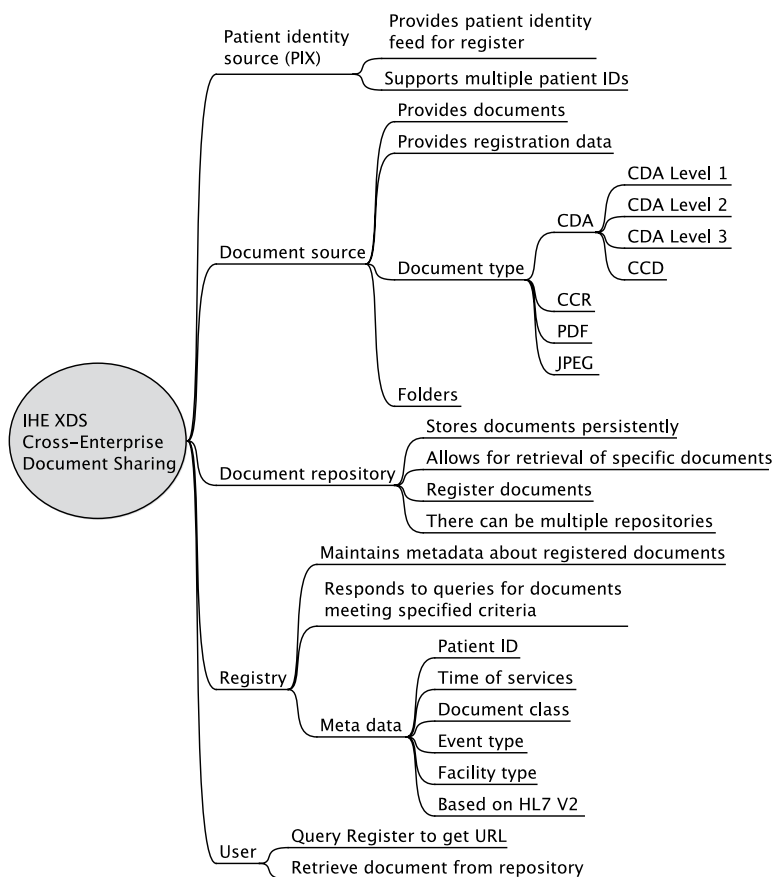 IHE XDS
Cross-Enterprise
Document Sharing
Patient identity
source (PIX)
Provides patient identity
feed for register
Supports multiple patient IDs
Document source
Provides documents
Provides registration data
Document type
CDA
CDA Level 1
CDA Level 2
CDA Level 3
CCD
CCR
PDF
JPEG
Folders
Document repository
Stores documents persistently
Allows for retrieval of specific documents
Register documents
There can be multiple repositories
Registry
Maintains metadata about registered documents
Responds to queries for documents
meeting specified criteria
Meta data
Patient ID
Time of services
Document class
Event type
Facility type
Based on HL7 V2
User
Query Register to get URL
Retrieve document from repository